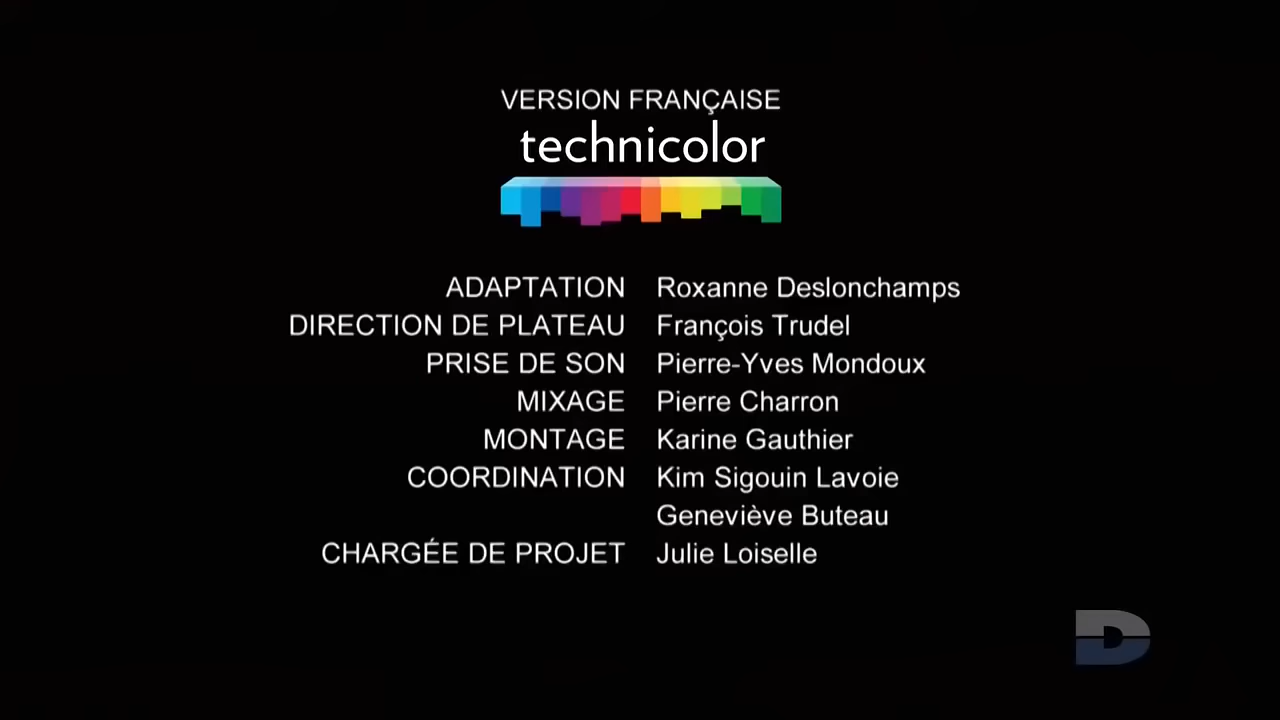 VERSION FRANÇAISE
technicolor
ADAPTATION Roxanne Deslonchamps
DIRECTION DE PLATEAU François Trudel
PRISE DE SON Pierre-Yves Mondoux
MIXAGE Pierre Charron
MONTAGE Karine Gauthier
COORDINATION Kim Sigouin Lavoie
Geneviève Buteau
CHARGÉE DE PROJET Julie Loiselle
D